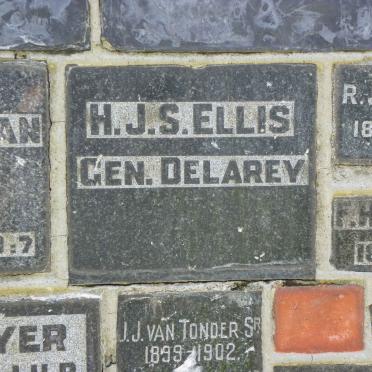 H.J.S. ELLIS
GEN. DELAREY
J.J. VAN TONDER SR
1899-1902.